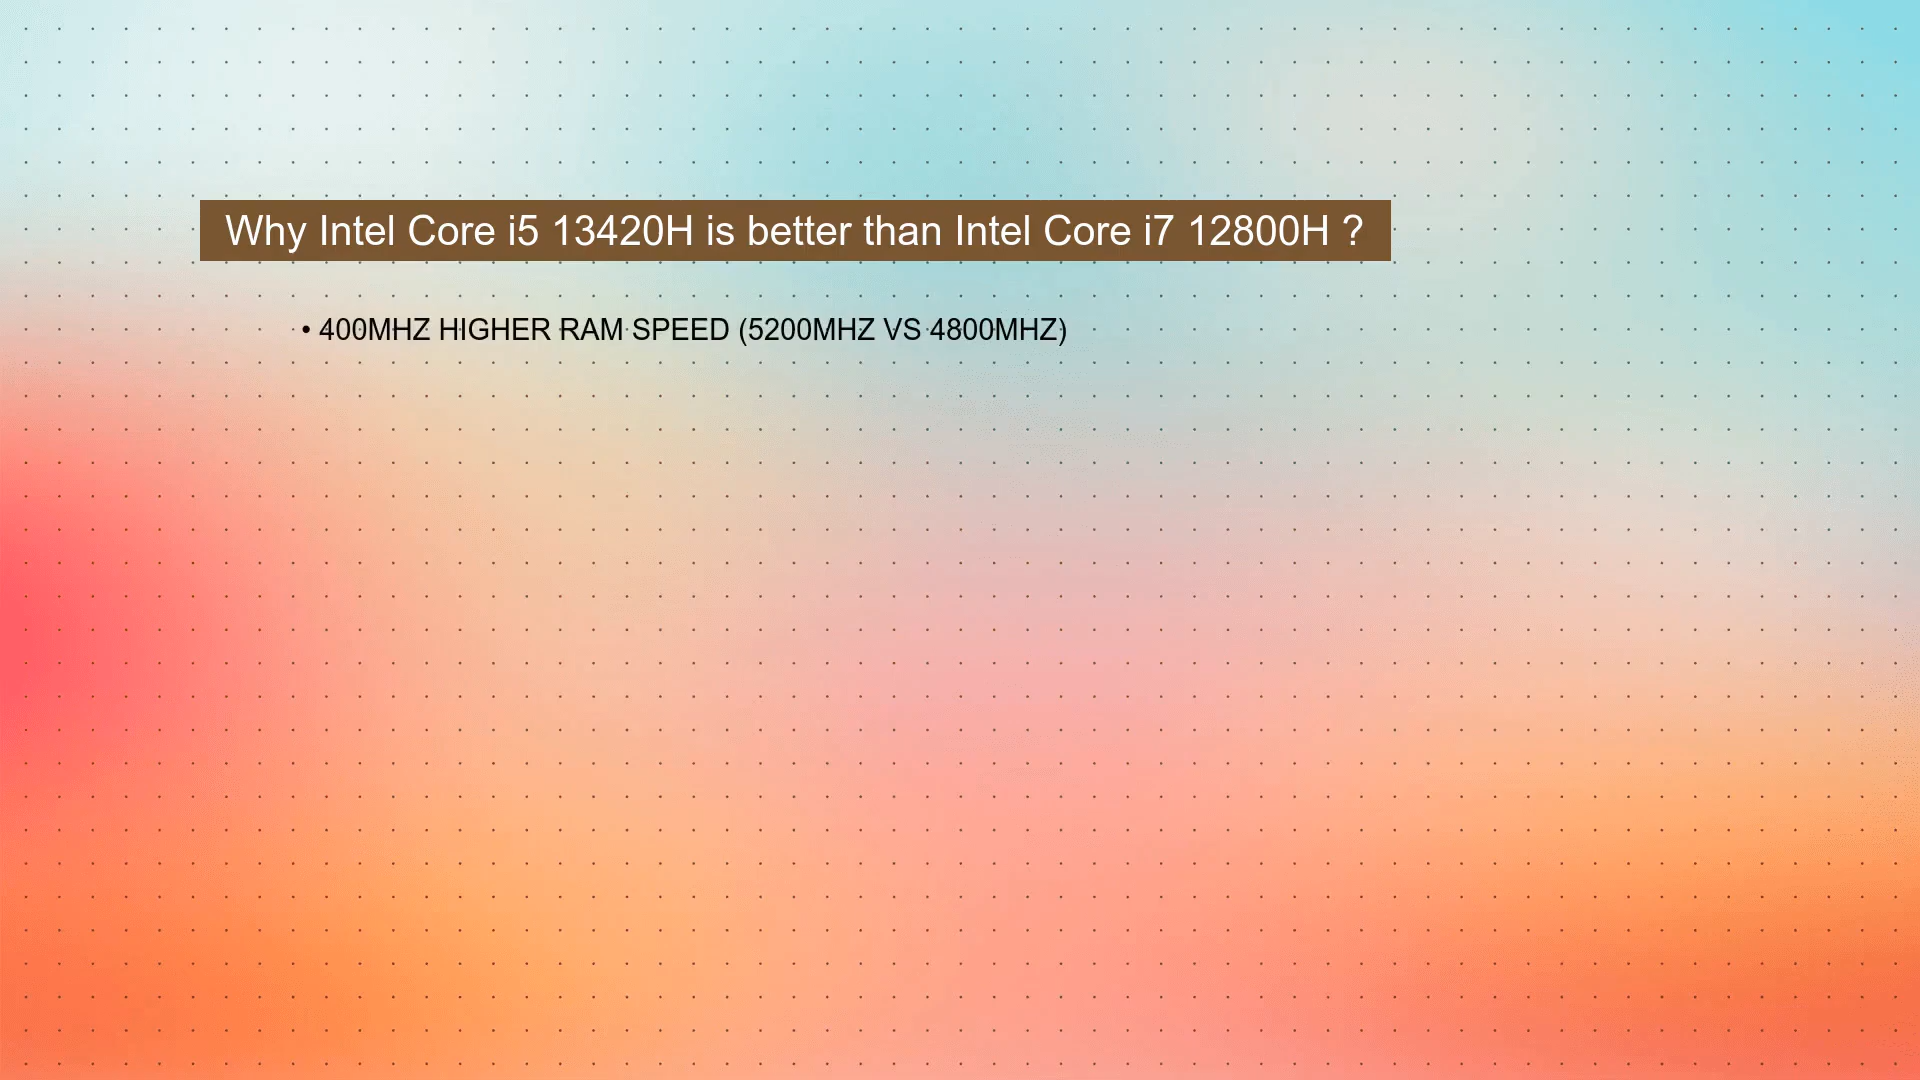 Why Intel Core i5 13420H is better than Intel Core i7 12800H ?
• 400MHZ HIGHER RAM SPEED (5200MHZ VS 4800MHZ)